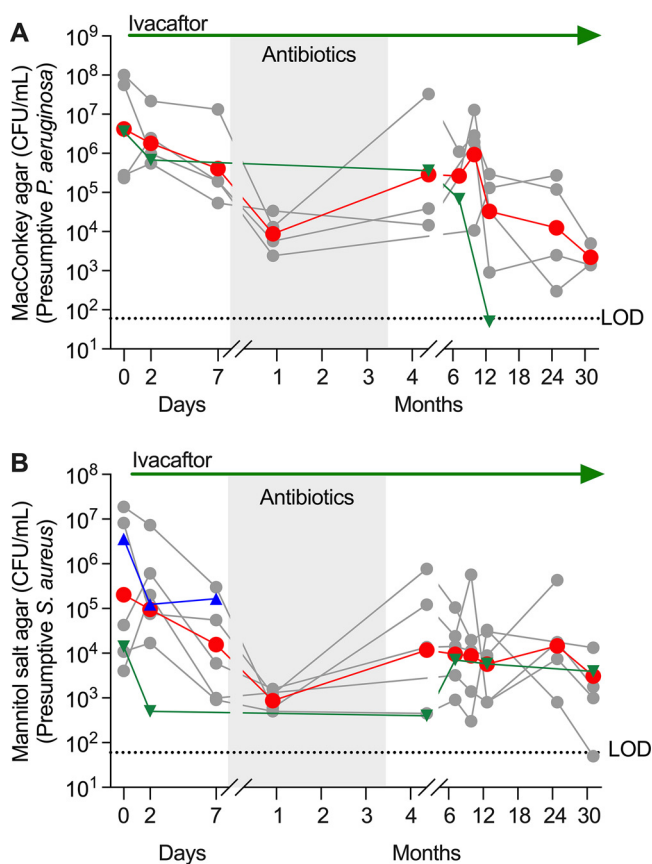 A
Ivacaftor
Antibiotics
MacConkey agar (CFU/mL)
(Presumptive P. aeruginosa)
10⁹
10⁸
10⁷
10⁶
10⁵
10⁴
10³
10²
10¹
LOD
0 2 7 1 2 3 4 6 12 18 24 30
Days Months
B
Ivacaftor
Antibiotics
Mannitol salt agar (CFU/mL)
(Presumptive S. aureus)
10⁸
10⁷
10⁶
10⁵
10⁴
10³
10²
10¹
LOD
0 2 7 1 2 3 4 6 12 18 24 30
Days Months